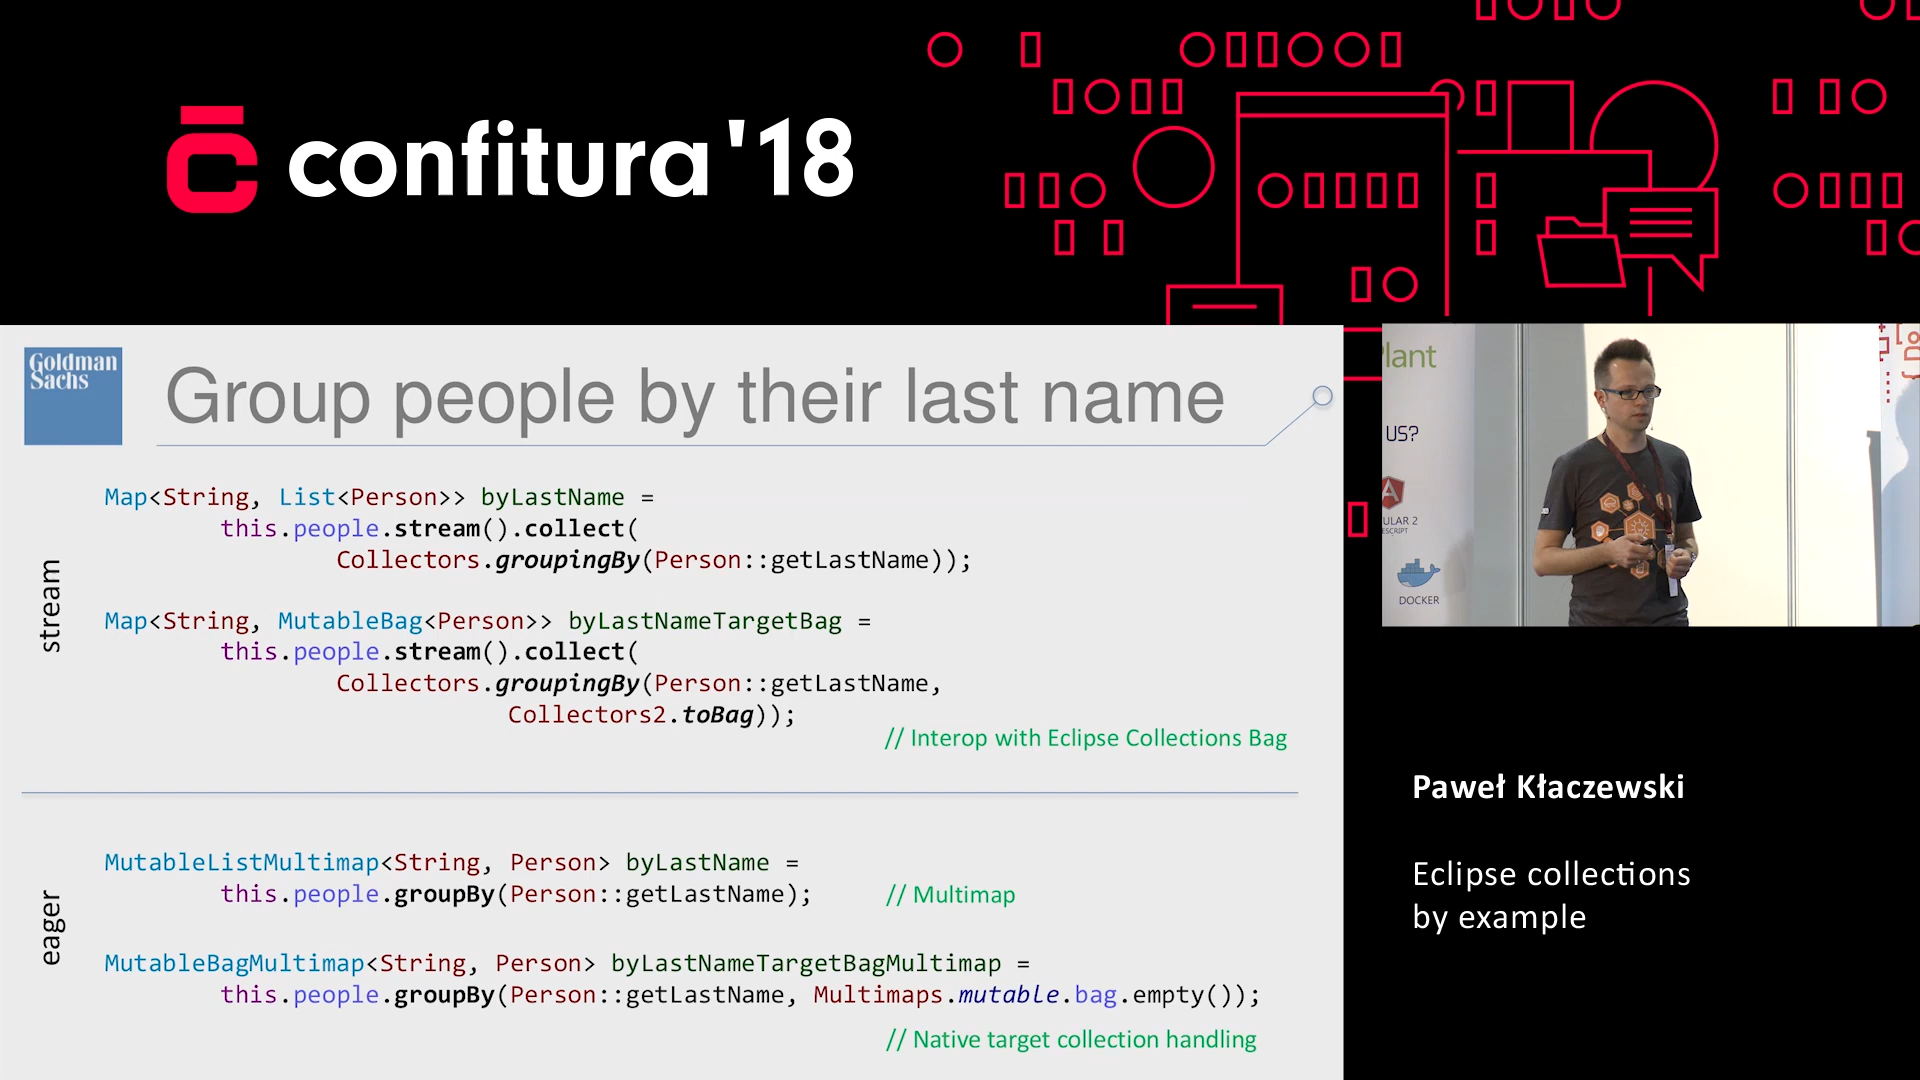 confitura '18
Goldman
Sachs
Group people by their last name
stream
Map<String, List<Person>> byLastName =
this.people.stream().collect(
Collectors.groupingBy(Person::getLastName));
Map<String, MutableBag<Person>> byLastNameTargetBag =
this.people.stream().collect(
Collectors.groupingBy(Person::getLastName,
Collectors2.toBag));
// Interop with Eclipse Collections Bag
eager
MutableListMultimap<String, Person> byLastName =
this.people.groupBy(Person::getLastName); // Multimap
MutableBagMultimap<String, Person> byLastNameTargetBagMultimap =
this.people.groupBy(Person::getLastName, Multimaps.mutable.bag.empty());
// Native target collection handling
Plant
US?
ULAR 2
ESCRIPT
DOCKER
Paweł Kłaczewski
Eclipse collections
by example